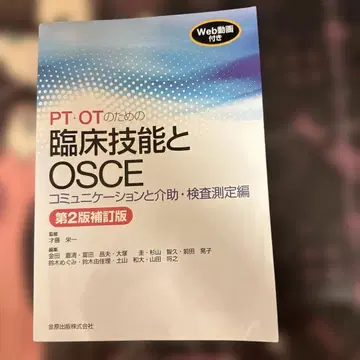 Web動画
付き
PT・OTのための
臨床技能と
OSCE
コミュニケーションと介助・検査測定編
第2版補訂版
監修
才藤 栄一
編集
金田 嘉清・冨田 昌夫・大塚 圭・杉山 智久・前田 晃子
鈴木めぐみ・鈴木由佳理・土山 和大・山田 将之
金原出版株式会社